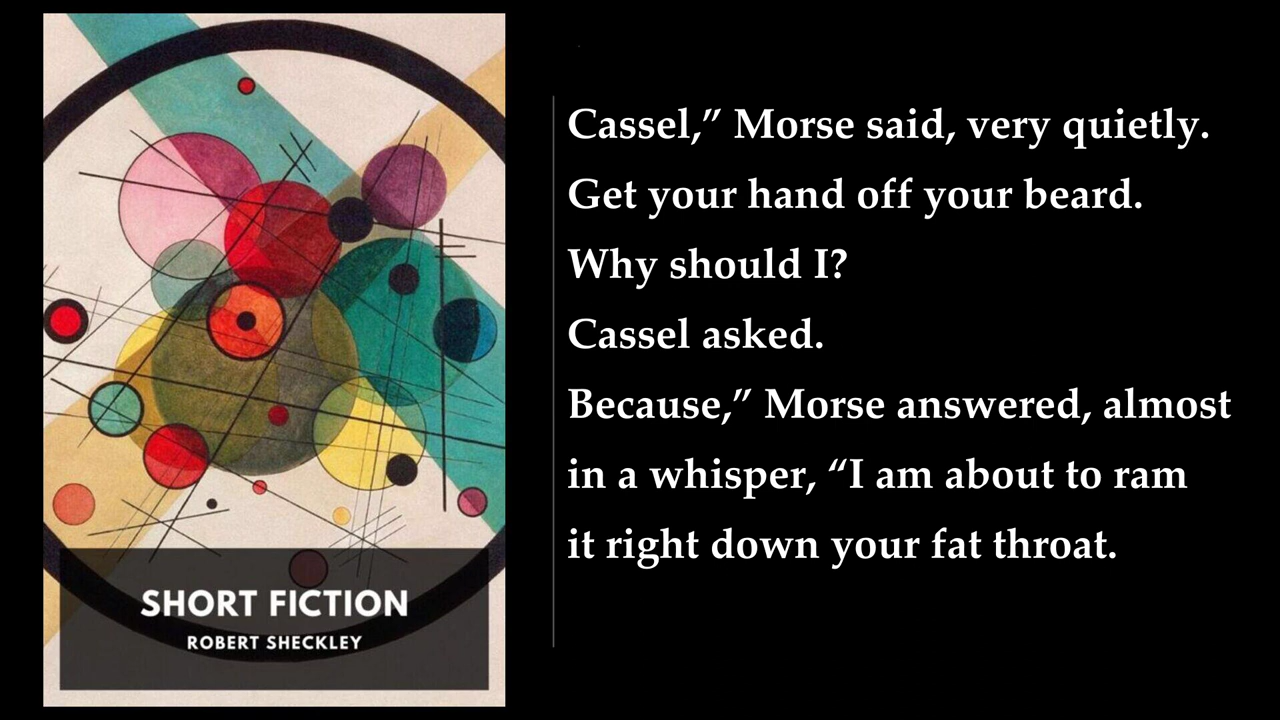 SHORT FICTION
ROBERT SHECKLEY
Cassel,” Morse said, very quietly.
Get your hand off your beard.
Why should I?
Cassel asked.
Because,” Morse answered, almost
in a whisper, “I am about to ram
it right down your fat throat.